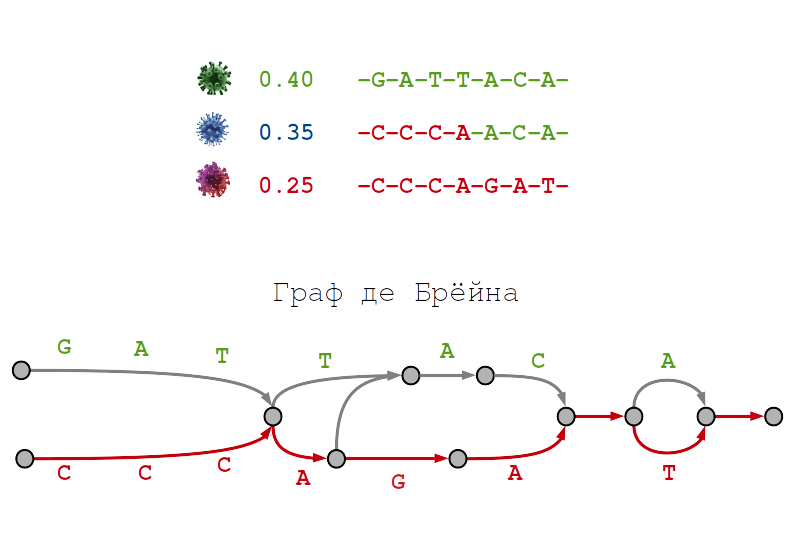 0.40 -G-A-T-T-A-C-A-
0.35 -C-C-C-A-A-C-A-
0.25 -C-C-C-A-G-A-T-
Граф де Брёйна
G A T T A C A
C C C A G A T